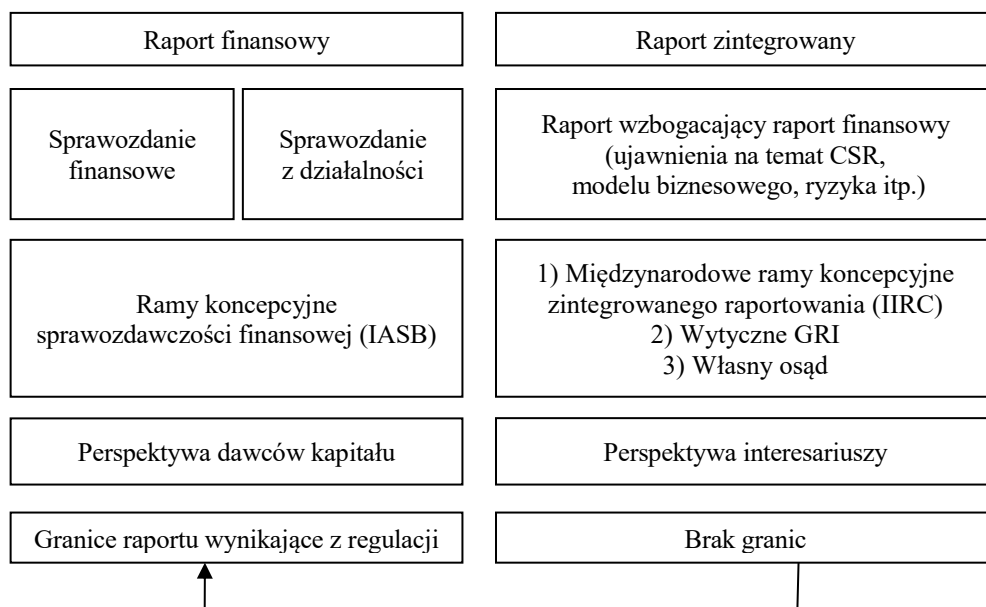 Raport finansowy
Raport zintegrowany
Sprawozdanie
finansowe
Sprawozdanie
z działalności
Raport wzbogacający raport finansowy
(ujawnienia na temat CSR,
modelu biznesowego, ryzyka itp.)
Ramy koncepcyjne
sprawozdawczości finansowej (IASB)
1) Międzynarodowe ramy koncepcyjne
zintegrowanego raportowania (IIRC)
2) Wytyczne GRI
3) Własny osąd
Perspektywa dawców kapitału
Perspektywa interesariuszy
Granice raportu wynikające z regulacji
Brak granic